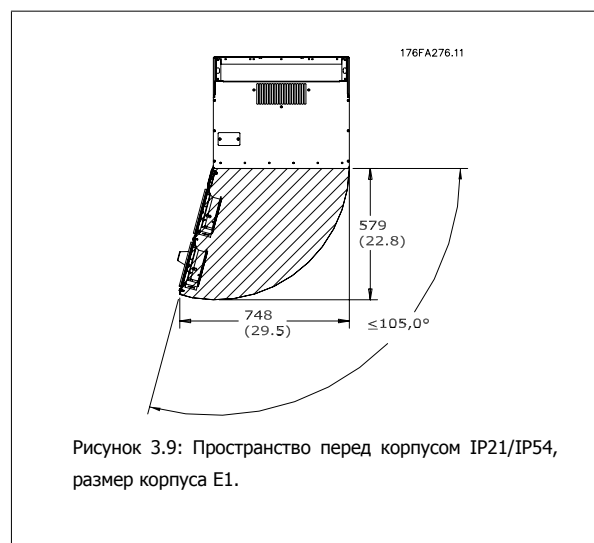 176FA276.11
579
(22.8)
748
(29.5)
≤105,0°
Рисунок 3.9: Пространство перед корпусом IP21/IP54,
размер корпуса E1.